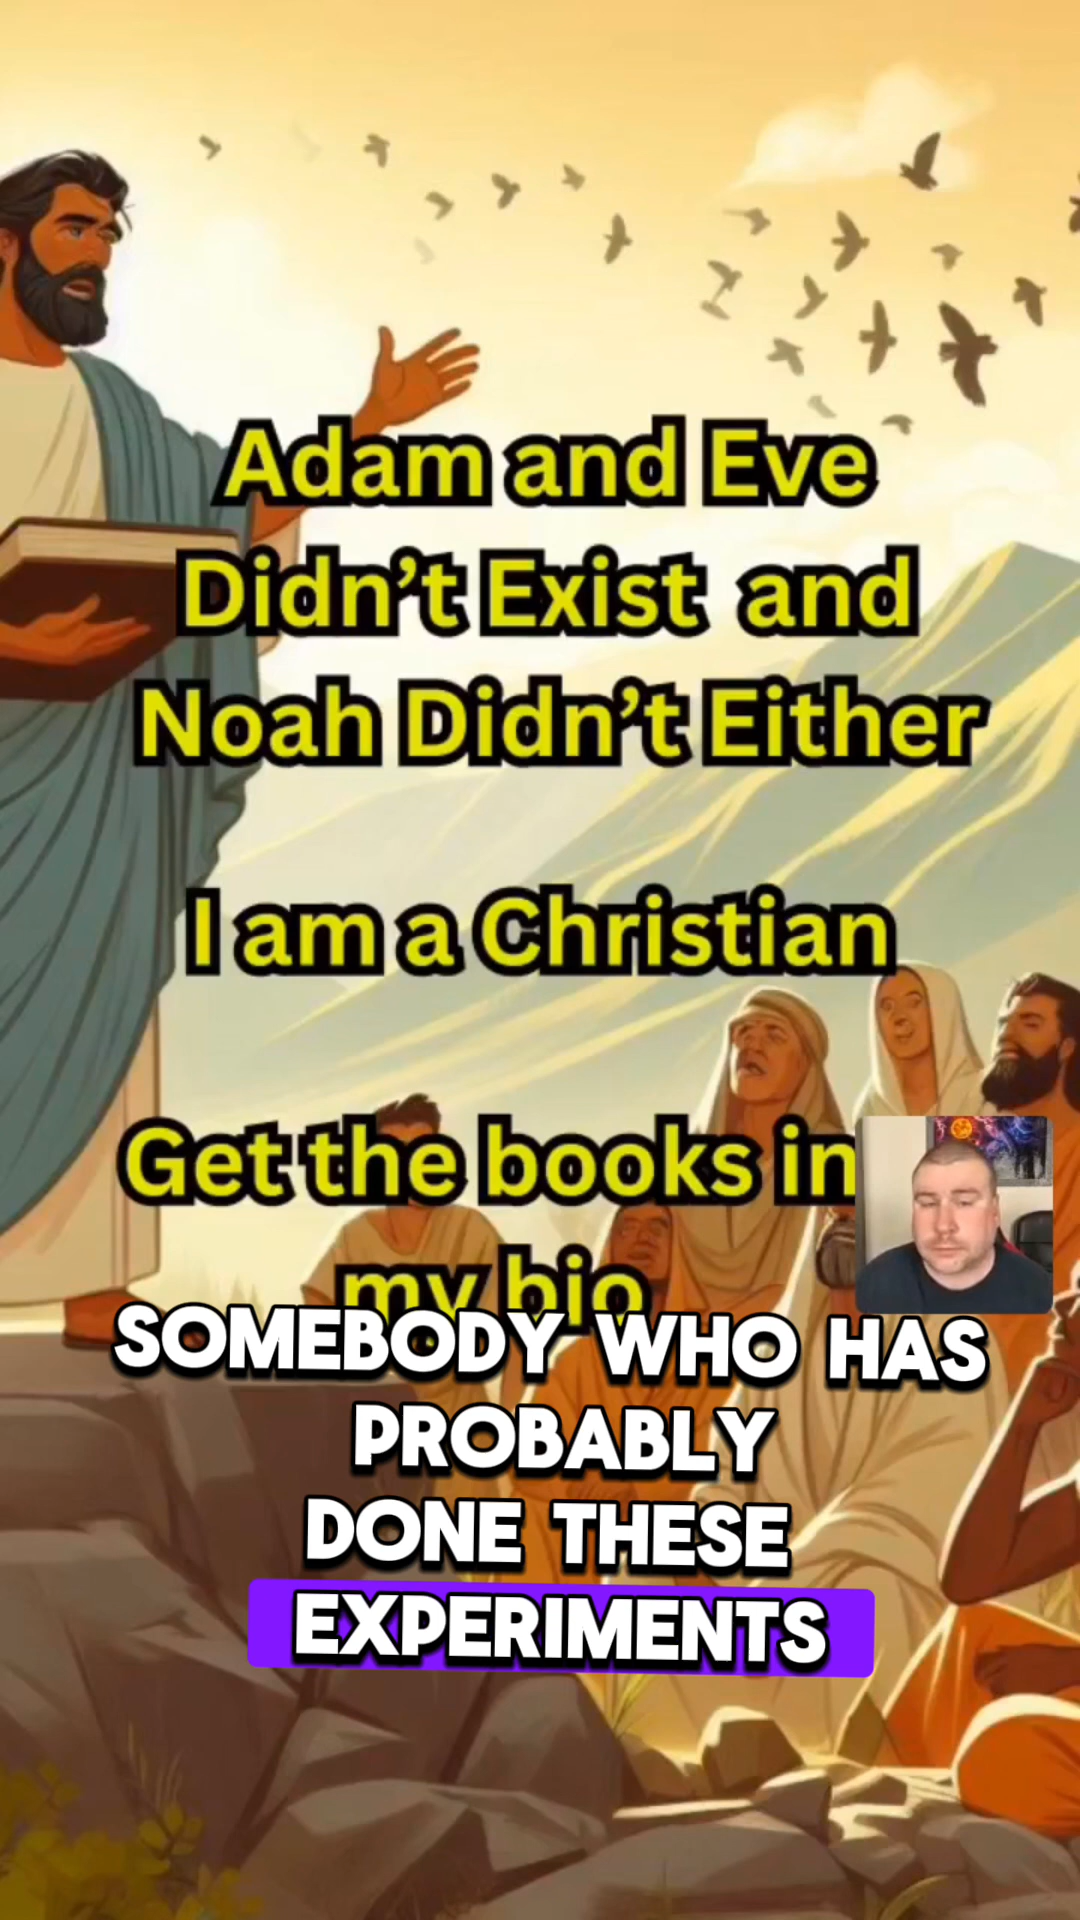 Adam and Eve
Didn't Exist and
Noah Didn't Either
I am a Christian
Get the books in
my bio
SOMEBODY WHO HAS
PROBABLY
DONE THESE
EXPERIMENTS